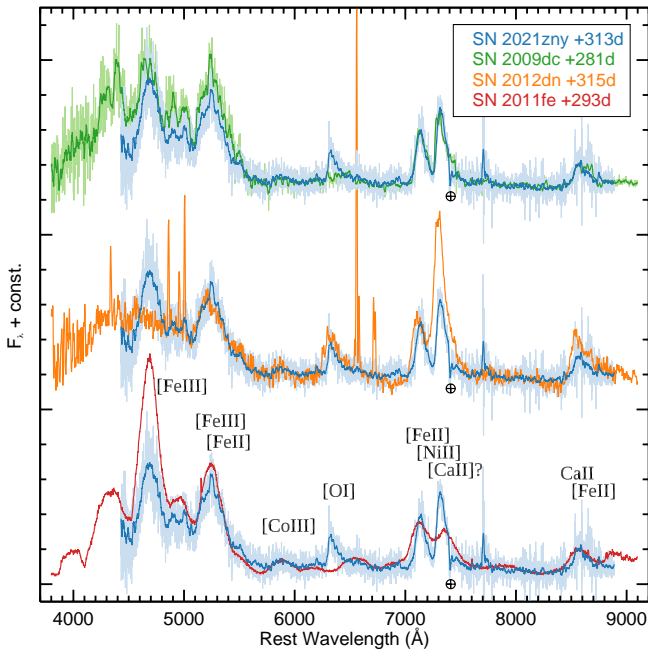 SN 2021zny +313d
SN 2009dc +281d
SN 2012dn +315d
SN 2011fe +293d
F_λ + const.
[FeIII]
[FeIII]
[FeII]
[CoIII]
[OI]
[FeII]
[NiII]
[CaII]?
CaII
[FeII]
4000 5000 6000 7000 8000 9000
Rest Wavelength (Å)